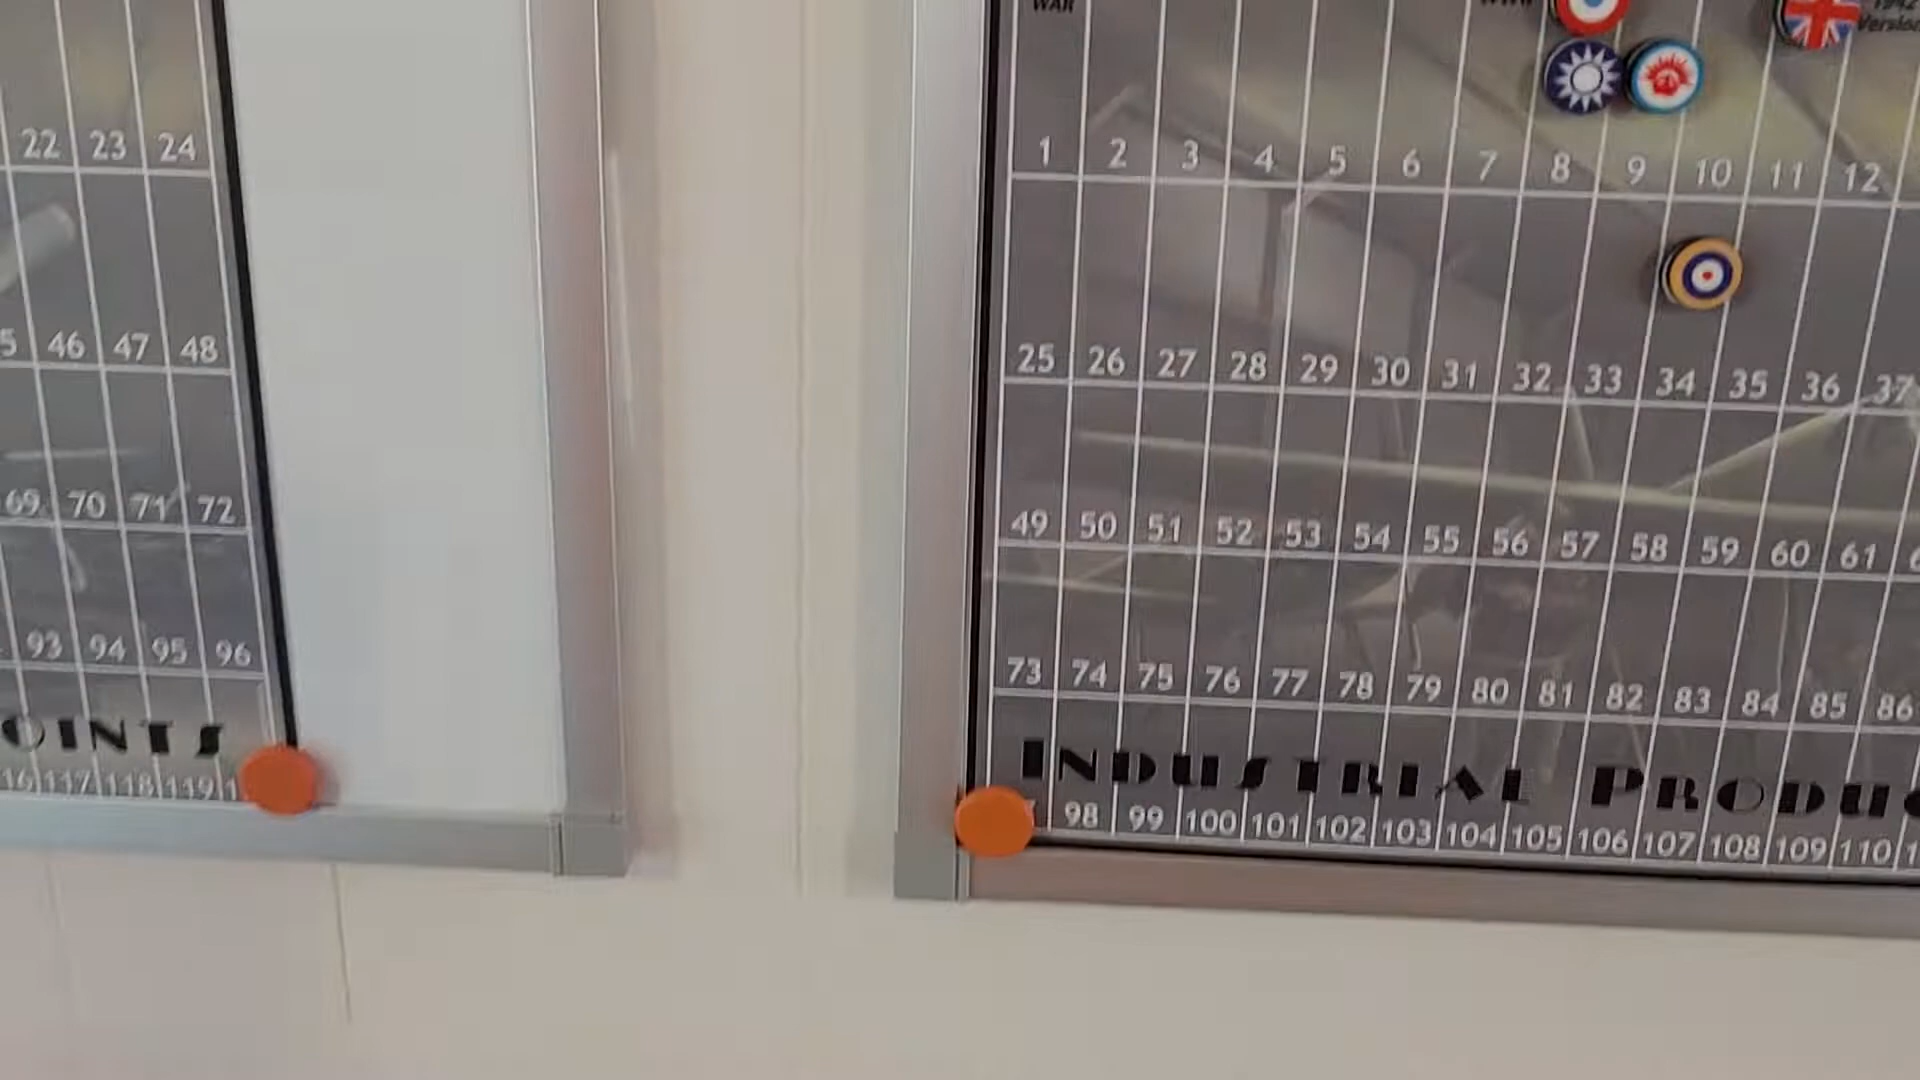 22 23 24
46 47 48
69 70 71 72
93 94 95 96
OINTS
117 118 119
WAR
1942
Version
1 2 3 4 5 6 7 8 9 10 11 12
25 26 27 28 29 30 31 32 33 34 35 36 37
49 50 51 52 53 54 55 56 57 58 59 60 61
73 74 75 76 77 78 79 80 81 82 83 84 85 86
INDUSTRIAL PRODUC
98 99 100 101 102 103 104 105 106 107 108 109 110